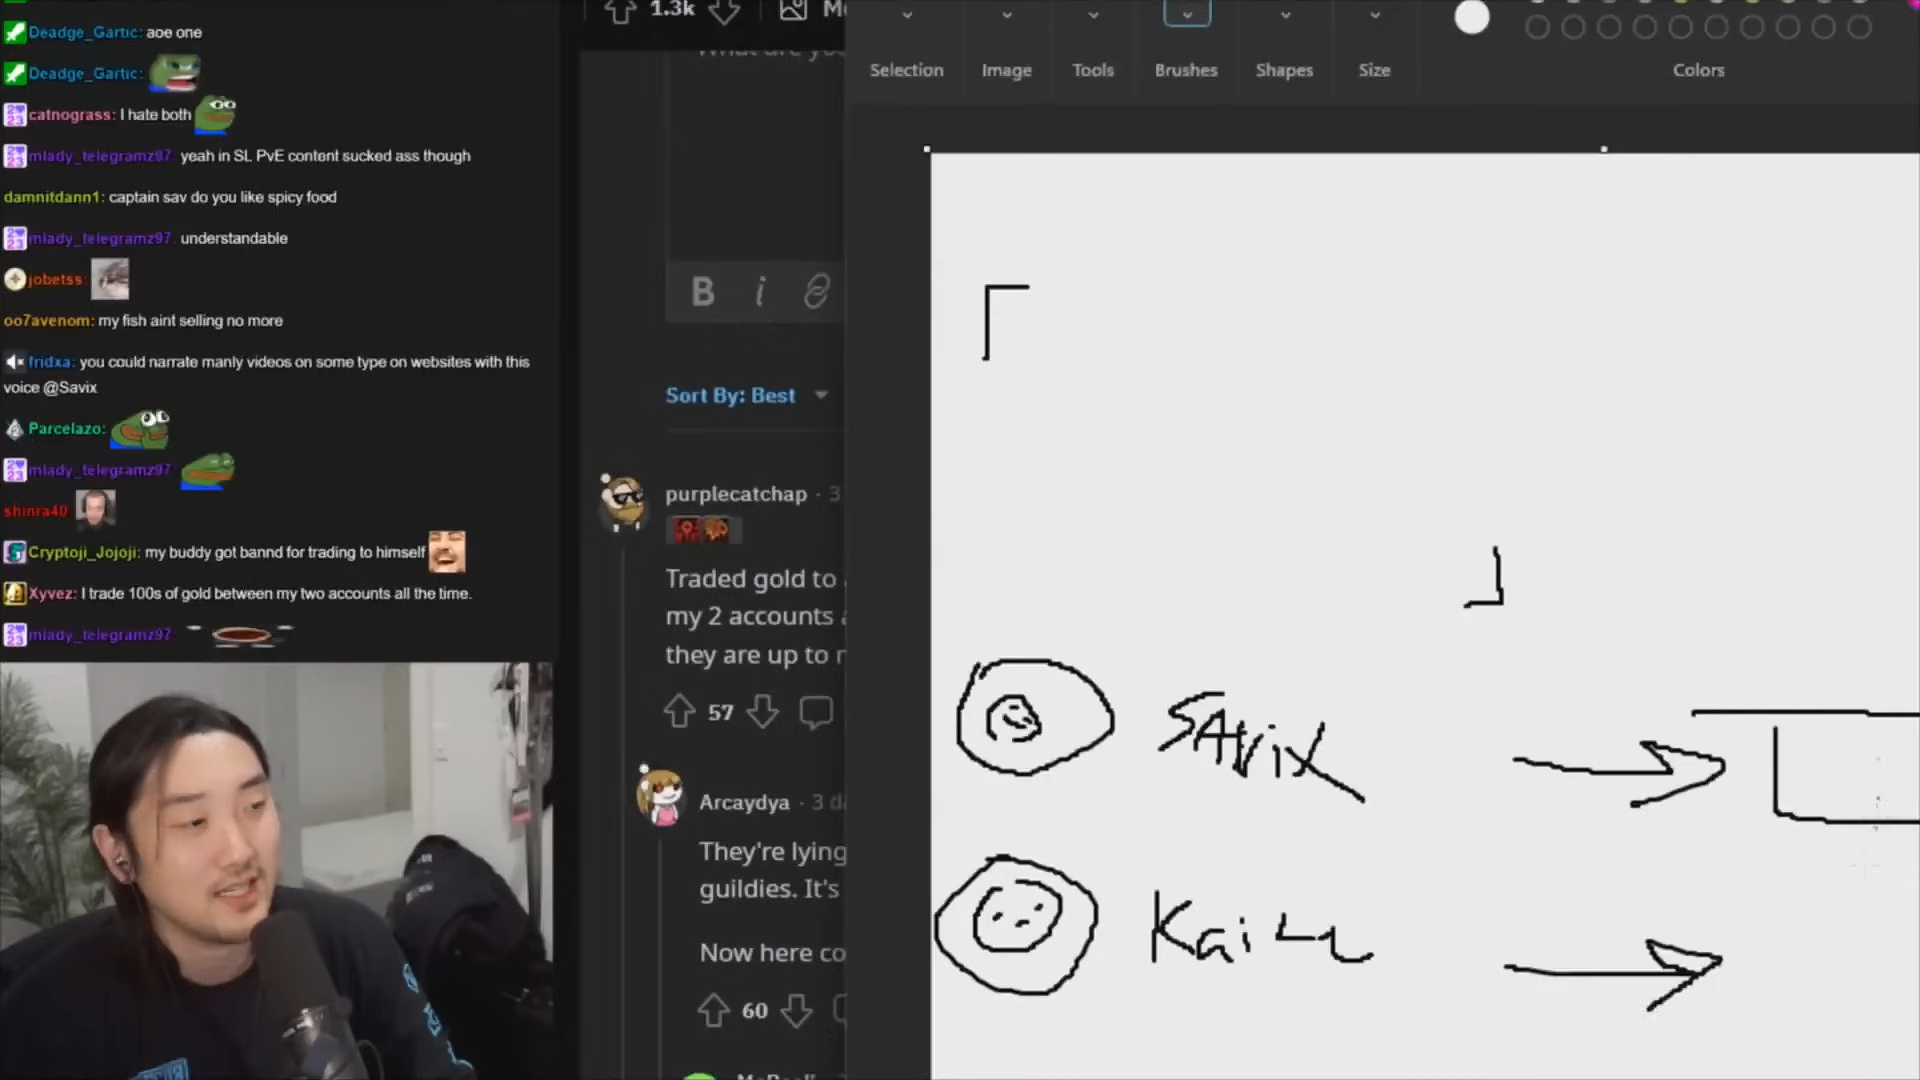 Deadge_Gartic: aoe one
Deadge_Gartic:
catnograss: I hate both
mlady_telegramz97: yeah in SL PvE content sucked ass though
damnitdann1: captain sav do you like spicy food
mlady_telegramz97: understandable
jobetss:
oo7avenom: my fish aint selling no more
fridxa: you could narrate manly videos on some type on websites with this
voice @Savix
Parcelazo:
mlady_telegramz97
shinra40
Cryptoji_Jojoji: my buddy got bannd for trading to himself
Xyvez: I trade 100s of gold between my two accounts all the time.
mlady_telegramz97
1.3k
What are you
B i
Sort By: Best
purplecatchap · 3
Traded gold to
my 2 accounts
they are up to
57
Arcaydya · 3 d
They're lying
guildies. It's
Now here co
60
Selection
Image
Tools
Brushes
Shapes
Size
Colors
SAviX